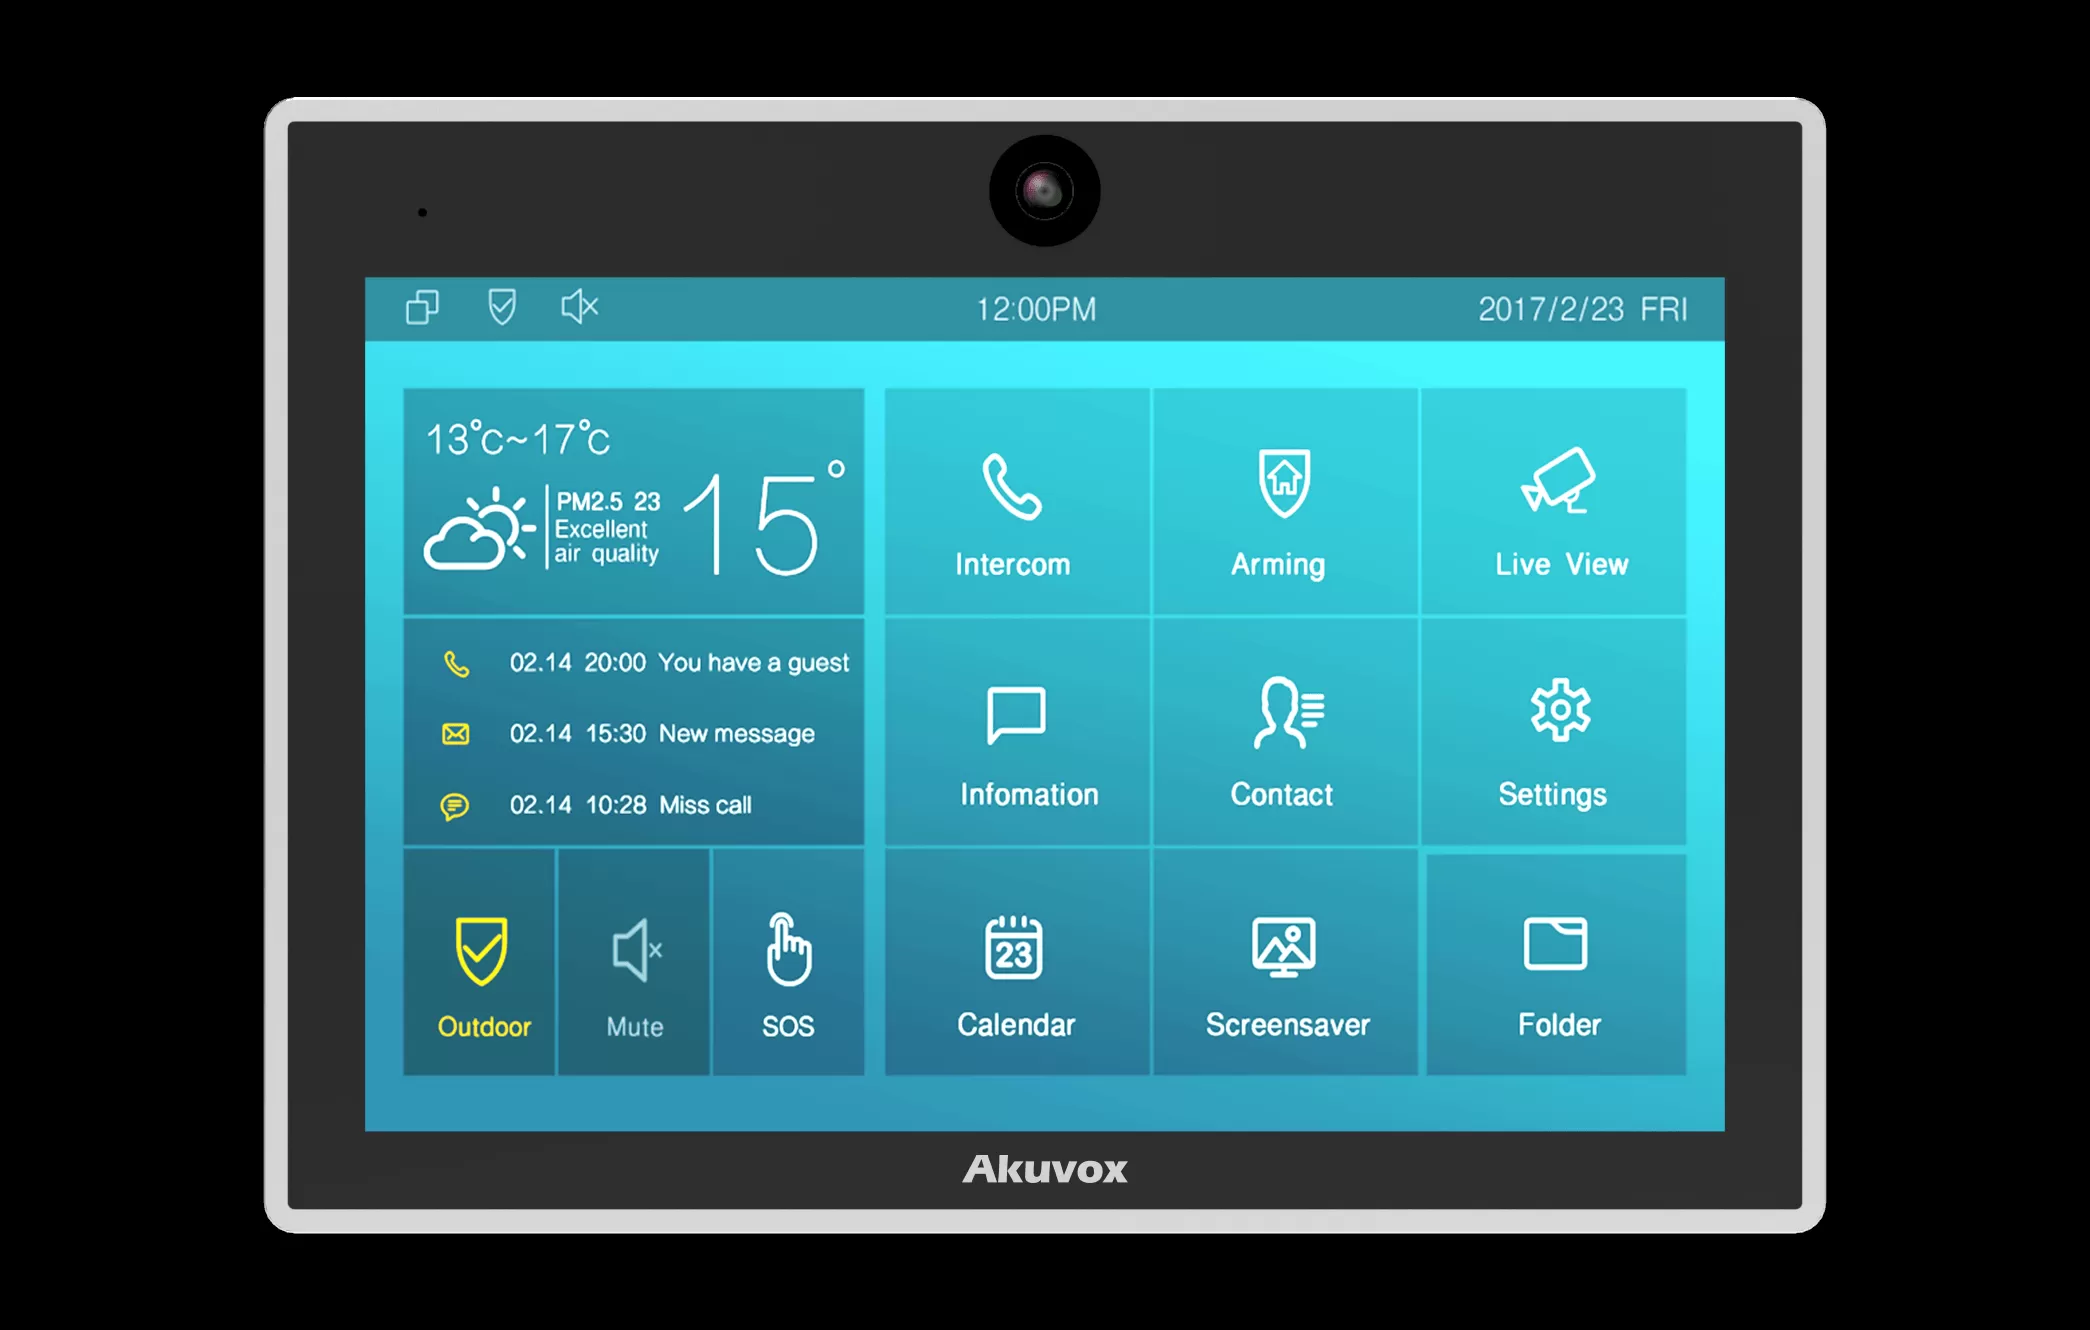 12:00PM
2017/2/23 FRI
13°C~17°C
PM2.5 23
Excellent
air quality
15°
Intercom
Arming
Live View
02.14 20:00 You have a guest
02.14 15:30 New message
02.14 10:28 Miss call
Infomation
Contact
Settings
Outdoor
Mute
SOS
23
Calendar
Screensaver
Folder
Akuvox